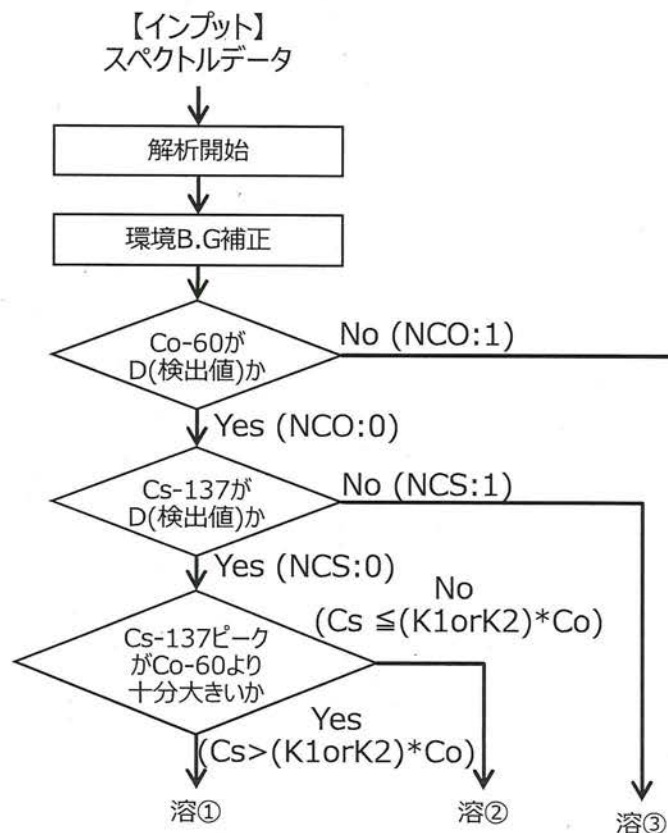 【インプット】
スペクトルデータ
解析開始
環境B.G補正
Co-60が
D(検出値)か
No (NCO:1)
Yes (NCO:0)
Cs-137が
D(検出値)か
No (NCS:1)
Yes (NCS:0)
No
(Cs ≦(K1orK2)*Co)
Cs-137ピーク
がCo-60より
十分大きいか
Yes
(Cs>(K1orK2)*Co)
溶①
溶②
溶③